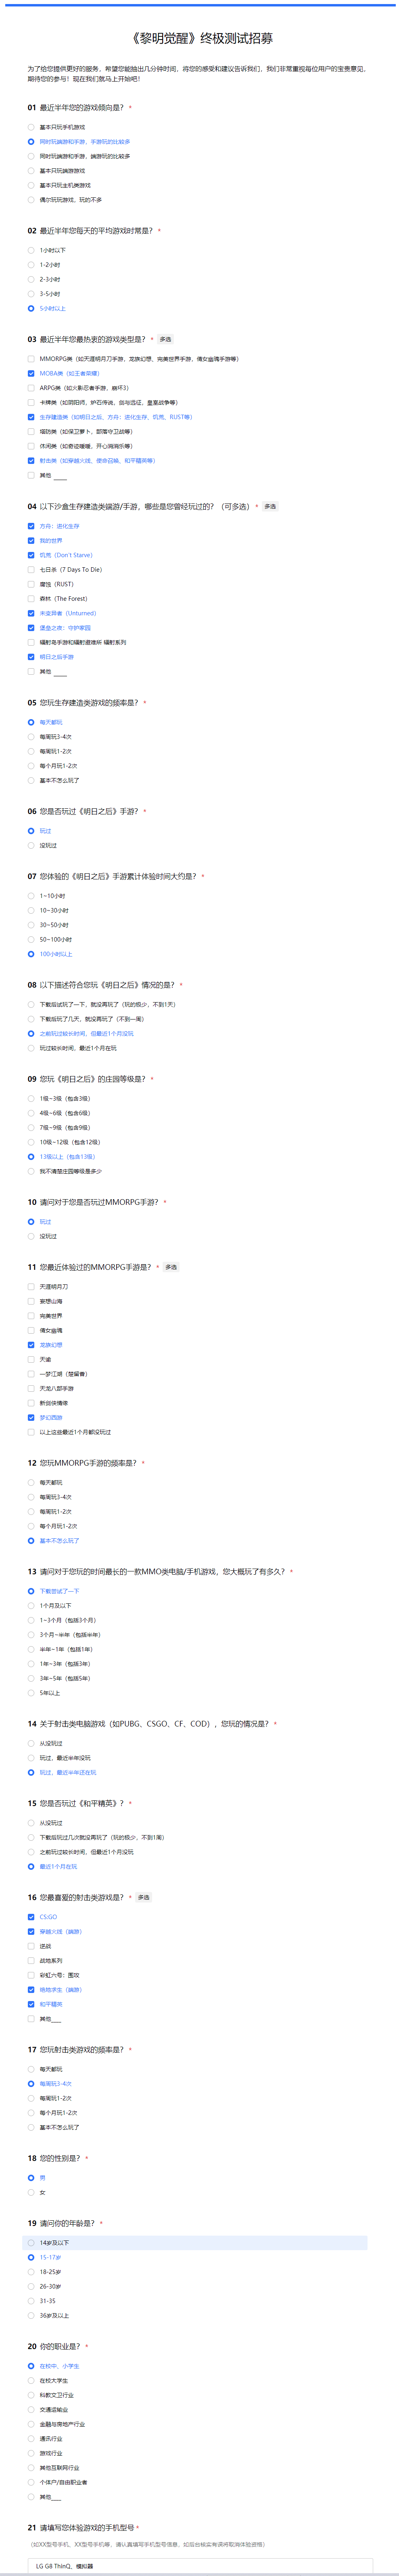 《黎明觉醒》终极测试招募
为了给您提供更好的服务，希望您能抽出几分钟时间，将您的感受和建议告诉我们，我们非常重视每位用户的宝贵意见，
期待您的参与！现在我们就马上开始吧！
01 最近半年您的游戏倾向是？ *
基本只玩手机游戏
同时玩端游和手游，手游玩的比较多
同时玩端游和手游，端游玩的比较多
基本只玩端游游戏
基本只玩主机类游戏
偶尔玩玩游戏，玩的不多
02 最近半年您每天的平均游戏时常是？ *
1小时以下
1-2小时
2-3小时
3-5小时
5小时以上
03 最近半年您最热衷的游戏类型是？ * 多选
MMORPG类（如天涯明月刀手游，龙族幻想、完美世界手游，倩女幽魂手游等）
MOBA类（如王者荣耀）
ARPG类（如火影忍者手游，崩坏3）
卡牌类（如阴阳师，炉石传说，剑与远征，皇室战争等）
生存建造类（如明日之后，方舟：进化生存，饥荒，RUST等）
塔防类（如保卫萝卜，部落守卫战等）
休闲类（如奇迹暖暖，开心消消乐等）
射击类（如穿越火线，使命召唤，和平精英等）
其他 ____
04 以下沙盒生存建造类端游/手游，哪些是您曾经玩过的？（可多选） * 多选
方舟：进化生存
我的世界
饥荒（Don't Starve）
七日杀（7 Days To Die）
腐蚀（RUST）
森林（The Forest）
未变异者（Unturned）
堡垒之夜：守护家园
辐射岛手游和辐射避难所 辐射系列
明日之后手游
其他 ____
05 您玩生存建造类游戏的频率是？ *
每天都玩
每周玩3-4次
每周玩1-2次
每个月玩1-2次
基本不怎么玩了
06 您是否玩过《明日之后》手游？ *
玩过
没玩过
07 您体验的《明日之后》手游累计体验时间大约是？ *
1~10小时
10~30小时
30~50小时
50~100小时
100小时以上
08 以下描述符合您玩《明日之后》情况的是？ *
下载后试玩了一下，就没再玩了（玩的极少，不到1天）
下载后玩了几天，就没再玩了（不到一周）
之前玩过较长时间，但最近1个月没玩
玩过较长时间，最近1个月在玩
09 您玩《明日之后》的庄园等级是？ *
1级~3级（包含3级）
4级~6级（包含6级）
7级~9级（包含9级）
10级~12级（包含12级）
13级以上（包含13级）
我不清楚庄园等级是多少
10 请问对于您是否玩过MMORPG手游？ *
玩过
没玩过
11 您最近体验过的MMORPG手游是？ * 多选
天涯明月刀
妄想山海
完美世界
倩女幽魂
龙族幻想
天谕
一梦江湖（楚留香）
天龙八部手游
新剑侠情缘
梦幻西游
以上这些最近1个月都没玩过
12 您玩MMORPG手游的频率是？ *
每天都玩
每周玩3-4次
每周玩1-2次
每个月玩1-2次
基本不怎么玩了
13 请问对于您玩的时间最长的一款MMO类电脑/手机游戏，您大概玩了有多久？ *
下载尝试了一下
1个月及以下
1~3个月（包括3个月）
3个月~半年（包括半年）
半年~1年（包括1年）
1年~3年（包括3年）
3年~5年（包括5年）
5年以上
14 关于射击类电脑游戏（如PUBG、CSGO、CF、COD），您玩的情况是？ *
从没玩过
玩过，最近半年没玩
玩过，最近半年还在玩
15 您是否玩过《和平精英》？ *
从没玩过
下载后玩过几次就没再玩了（玩的极少，不到1周）
之前玩过较长时间，但最近1个月没玩
最近1个月在玩
16 您最喜爱的射击类游戏是？ * 多选
CS:GO
穿越火线（端游）
逆战
战地系列
彩虹六号：围攻
绝地求生（端游）
和平精英
其他____
17 您玩射击类游戏的频率是？ *
每天都玩
每周玩3-4次
每周玩1-2次
每个月玩1-2次
基本不怎么玩了
18 您的性别是？ *
男
女
19 请问你的年龄是？ *
14岁及以下
15-17岁
18-25岁
26-30岁
31-35
36岁及以上
20 你的职业是？ *
在校中、小学生
在校大学生
科教文卫行业
交通运输业
金融与房地产行业
通讯行业
游戏行业
其他互联网行业
个体户/自由职业者
其他____
21 请填写您体验游戏的手机型号 *
（如XX型号手机，XX型号手机等，请认真填写手机型号信息，如后台核实有误将取消体验资格）
LG G8 ThinQ、模拟器